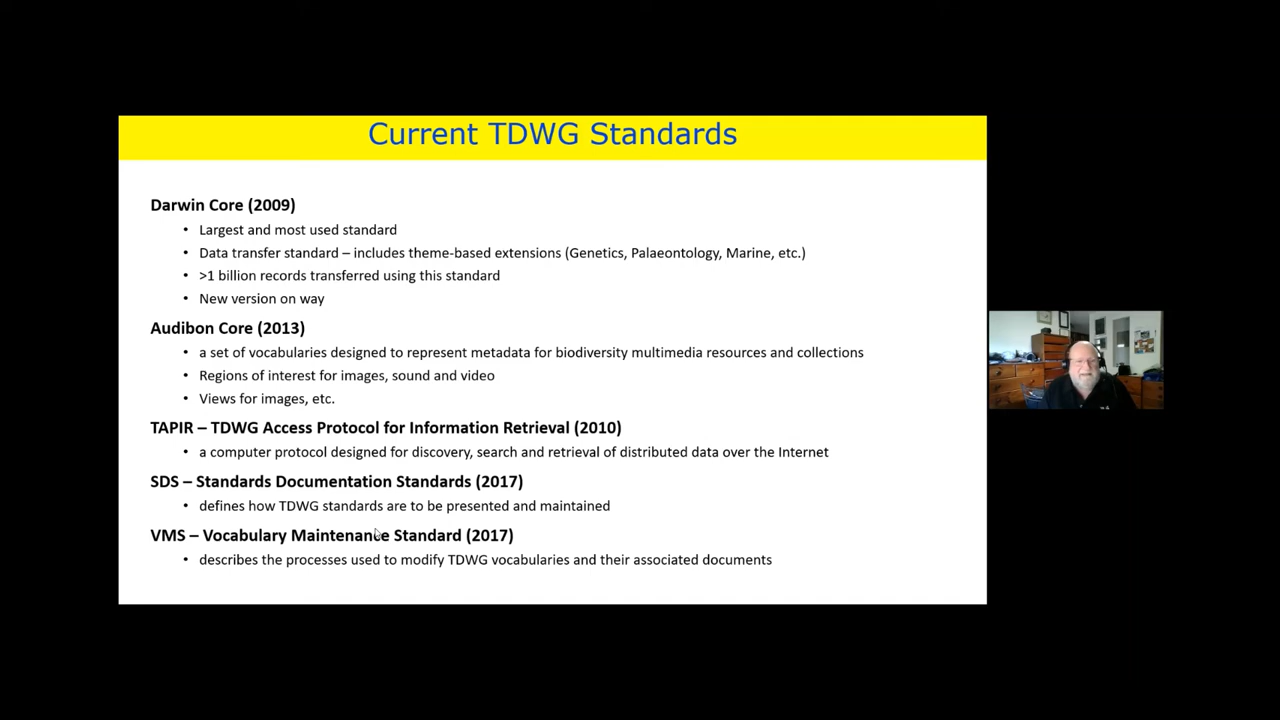 Current TDWG Standards
Darwin Core (2009)
• Largest and most used standard
• Data transfer standard – includes theme-based extensions (Genetics, Palaeontology, Marine, etc.)
• >1 billion records transferred using this standard
• New version on way
Audibon Core (2013)
• a set of vocabularies designed to represent metadata for biodiversity multimedia resources and collections
• Regions of interest for images, sound and video
• Views for images, etc.
TAPIR – TDWG Access Protocol for Information Retrieval (2010)
• a computer protocol designed for discovery, search and retrieval of distributed data over the Internet
SDS – Standards Documentation Standards (2017)
• defines how TDWG standards are to be presented and maintained
VMS – Vocabulary Maintenance Standard (2017)
• describes the processes used to modify TDWG vocabularies and their associated documents